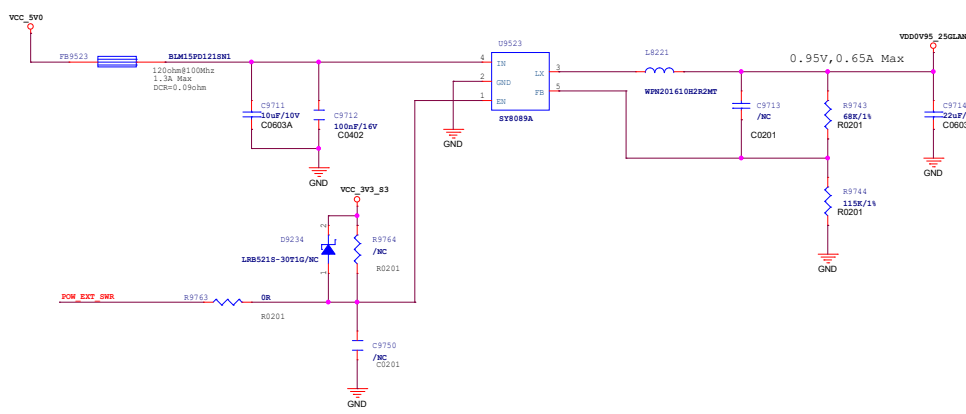 VCC_5V0
FB9523
BLM15PD121SN1
120ohm@100Mhz
1.3A Max
DCR=0.09ohm
C9711
10uF/10V
C0603A
C9712
100nF/16V
C0402
GND
U9523
4
IN
2
GND
1
EN
LX
3
FB
5
SY8089A
GND
L8221
WPN201610H2R2MT
0.95V,0.65A Max
VDD0V95_25GLAN
C9713
/NC
C0201
R9743
68K/1%
R0201
C9714
22uF/
C0603
GND
R9744
115K/1%
R0201
GND
VCC_3V3_S3
D9234
2
1
LRB521S-30T1G/NC
R9764
/NC
R0201
POW_EXT_SWR
R9763
0R
R0201
C9750
/NC
C0201
GND